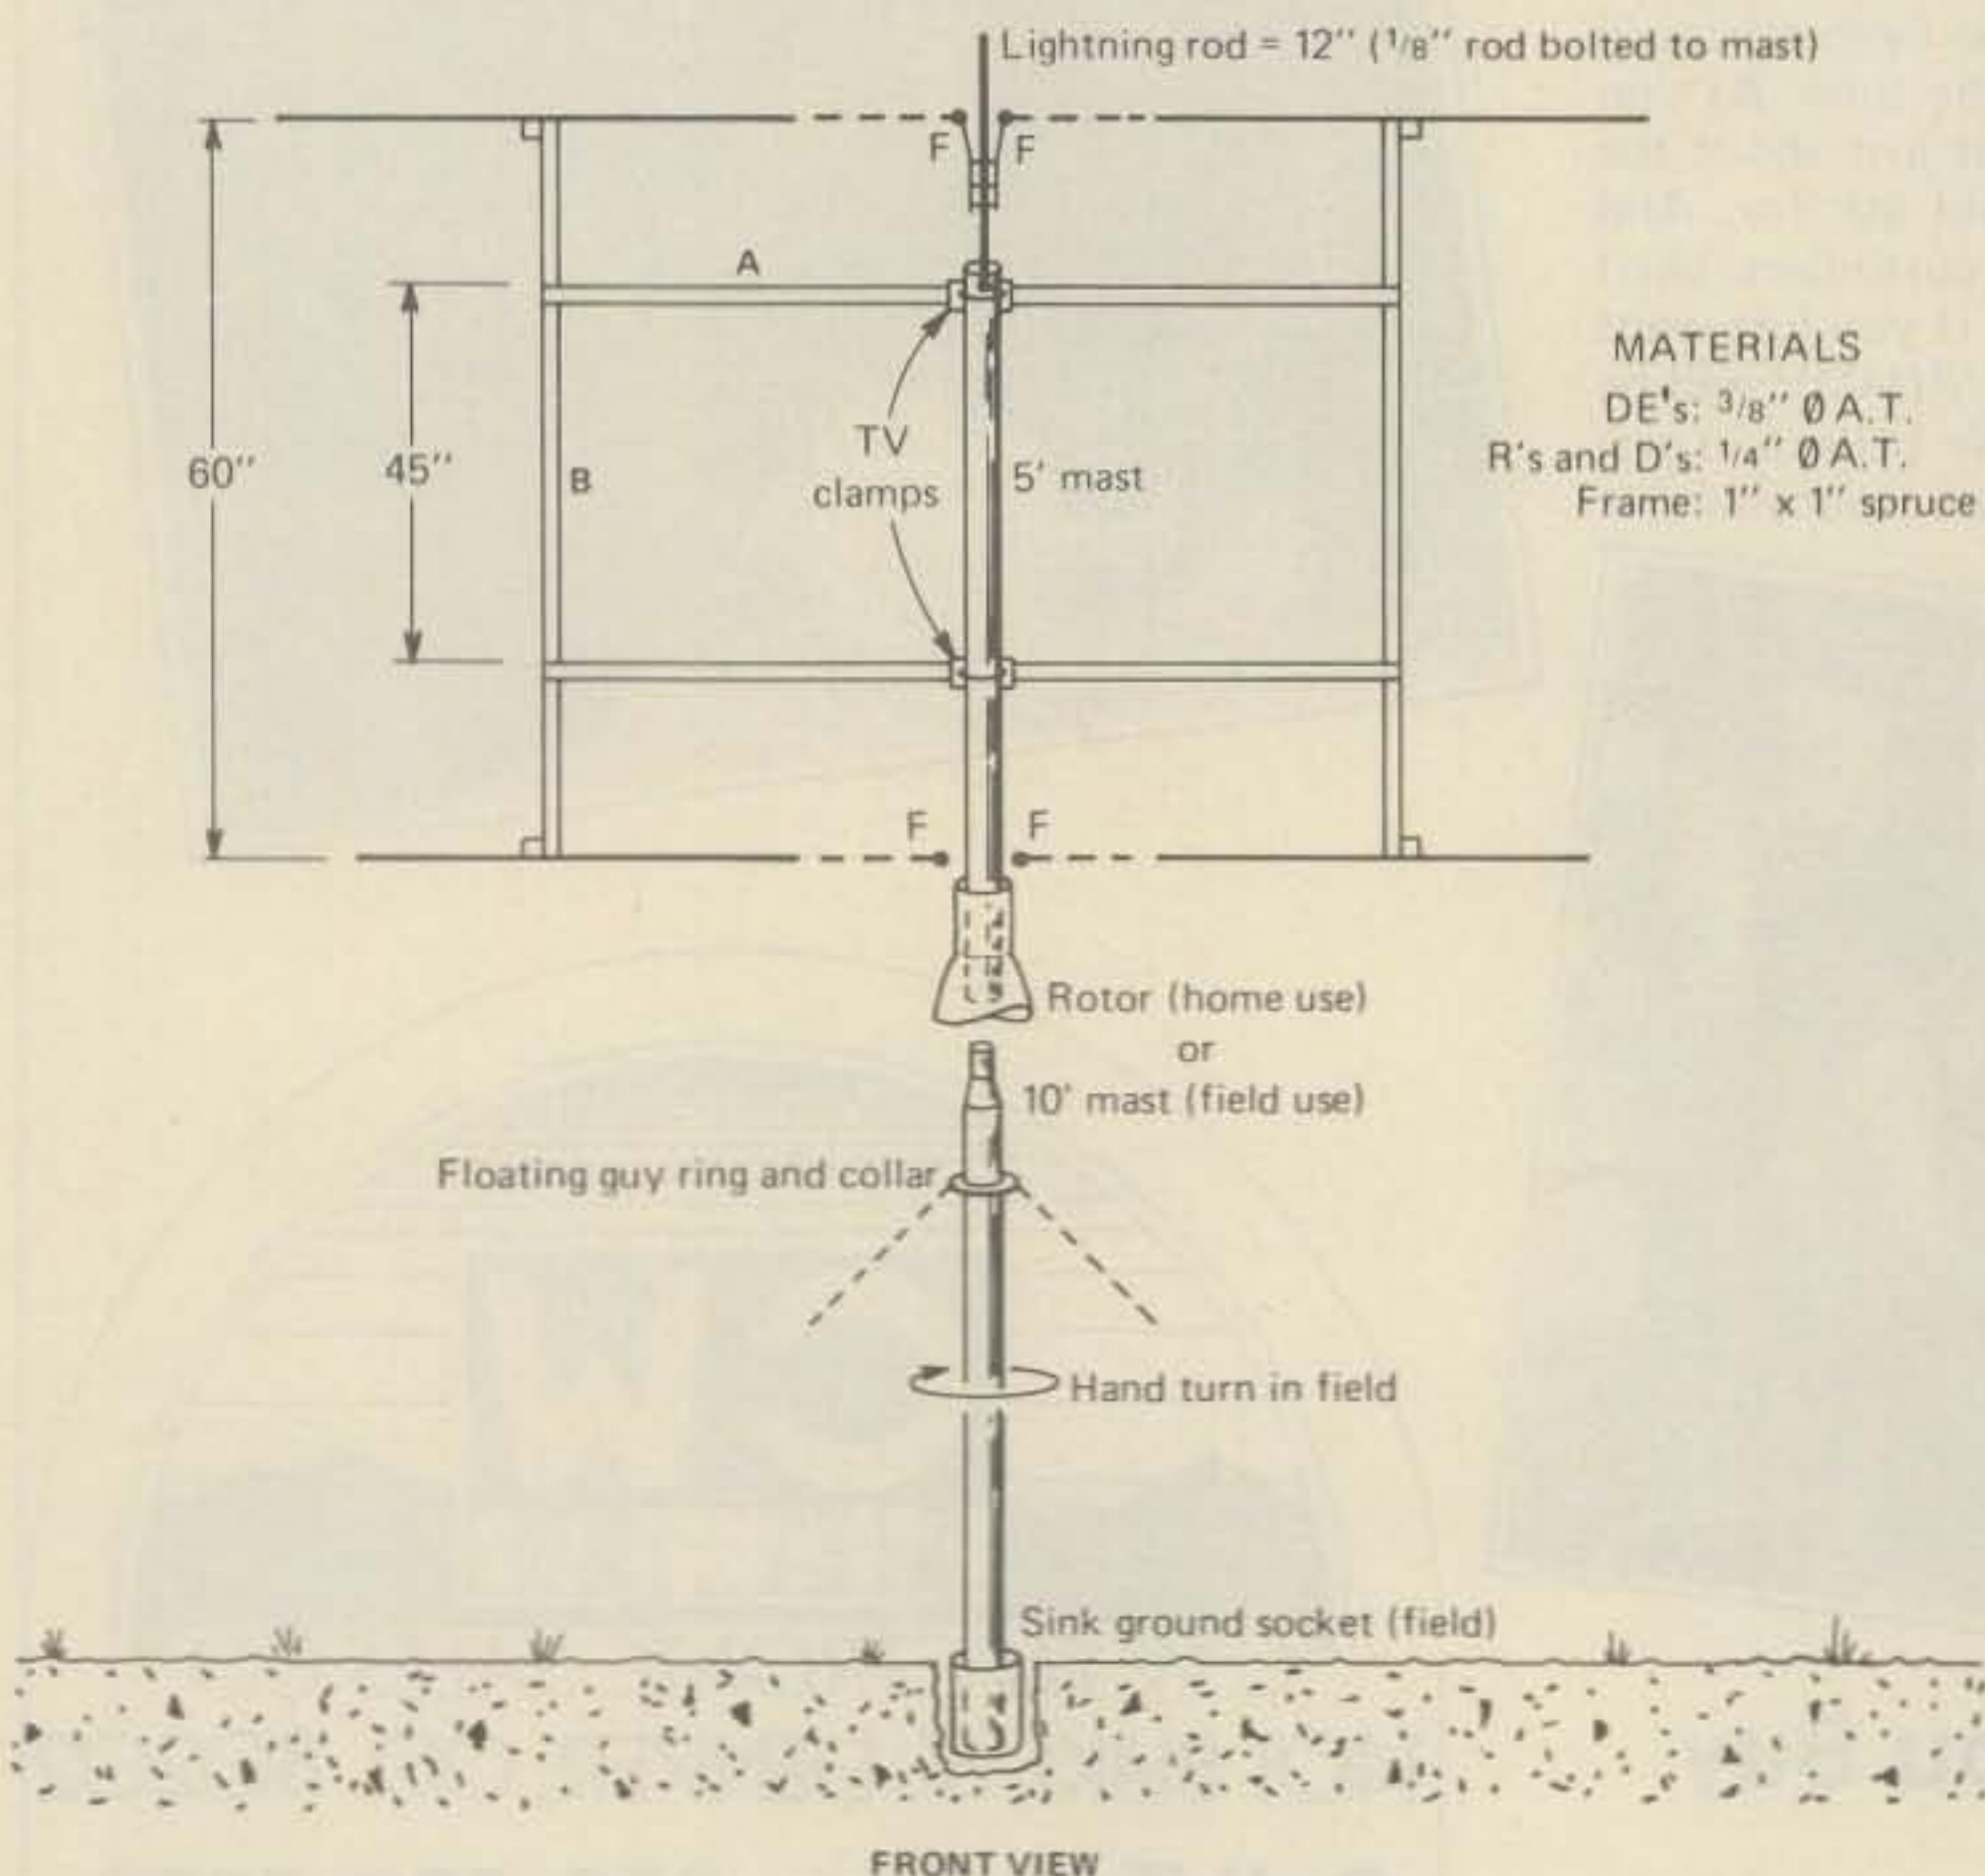 Lightning rod = 12" (1/8" rod bolted to mast)
F F
A
60"
45"
B
TV
clamps
5' mast
MATERIALS
DE's: 3/8" Ø A.T.
R's and D's: 1/4" Ø A.T.
Frame: 1" x 1" spruce
F F
Rotor (home use)
or
10' mast (field use)
Floating guy ring and collar
Hand turn in field
Sink ground socket (field)
FRONT VIEW